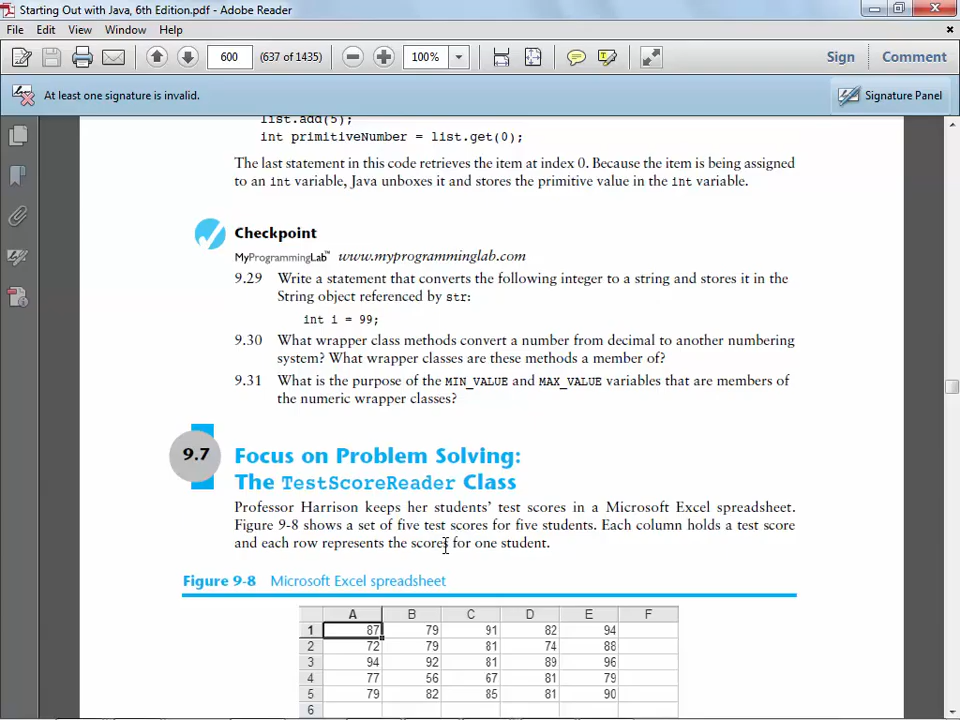 Starting Out with Java, 6th Edition.pdf - Adobe Reader
File Edit View Window Help
600 (637 of 1435) 100% Sign Comment
At least one signature is invalid. Signature Panel
list.add(5);
int primitiveNumber = list.get(0);
The last statement in this code retrieves the item at index 0. Because the item is being assigned
to an int variable, Java unboxes it and stores the primitive value in the int variable.
Checkpoint
MyProgrammingLab™ www.myprogramminglab.com
9.29 Write a statement that converts the following integer to a string and stores it in the
String object referenced by str:
int i = 99;
9.30 What wrapper class methods convert a number from decimal to another numbering
system? What wrapper classes are these methods a member of?
9.31 What is the purpose of the MIN_VALUE and MAX_VALUE variables that are members of
the numeric wrapper classes?
9.7 Focus on Problem Solving:
The TestScoreReader Class
Professor Harrison keeps her students' test scores in a Microsoft Excel spreadsheet.
Figure 9-8 shows a set of five test scores for five students. Each column holds a test score
and each row represents the scores for one student.
Figure 9-8 Microsoft Excel spreadsheet
A B C D E F
1 87 79 91 82 94
2 72 79 81 74 88
3 94 92 81 89 96
4 77 56 67 81 79
5 79 82 85 81 90
6